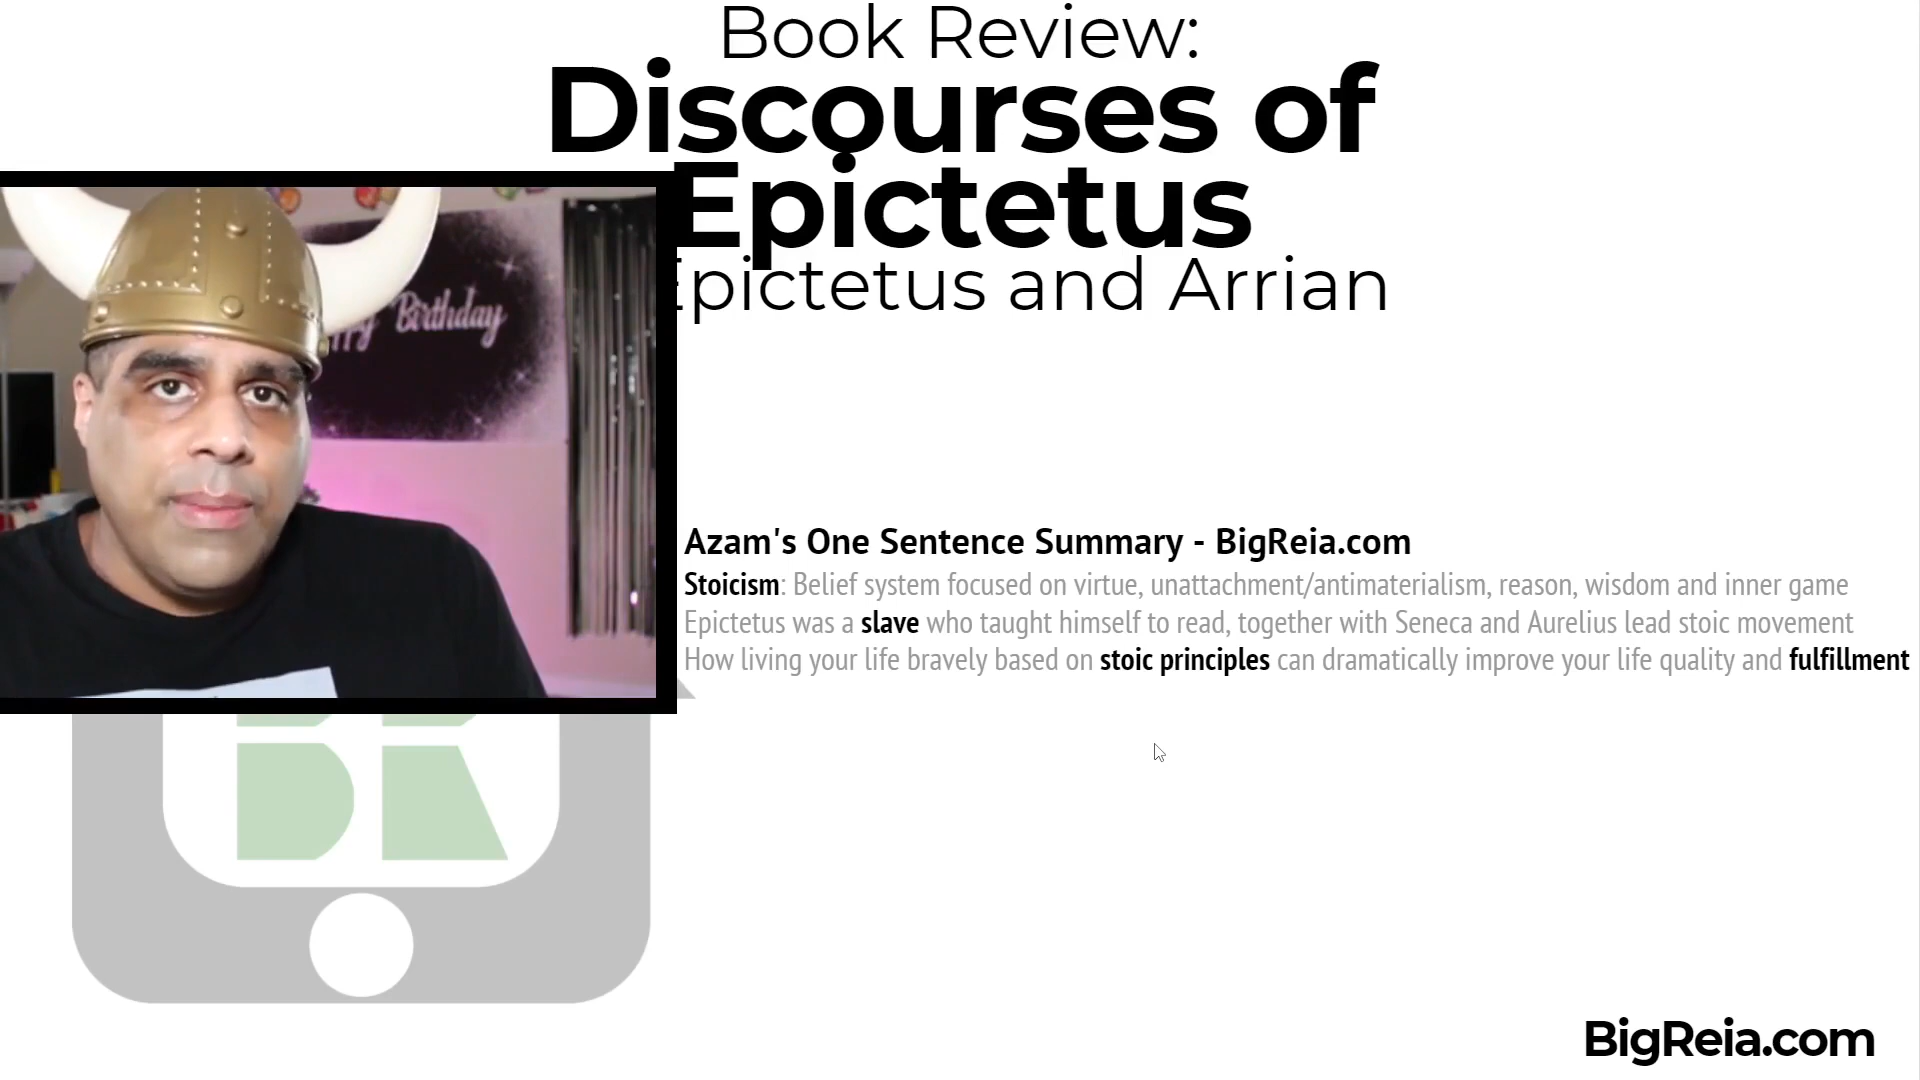 Book Review:
Discourses of
Epictetus
Epictetus and Arrian
Birthday
Azam's One Sentence Summary - BigReia.com
Stoicism: Belief system focused on virtue, unattachment/antimaterialism, reason, wisdom and inner game
Epictetus was a slave who taught himself to read, together with Seneca and Aurelius lead stoic movement
How living your life bravely based on stoic principles can dramatically improve your life quality and fulfillment
BR
BigReia.com